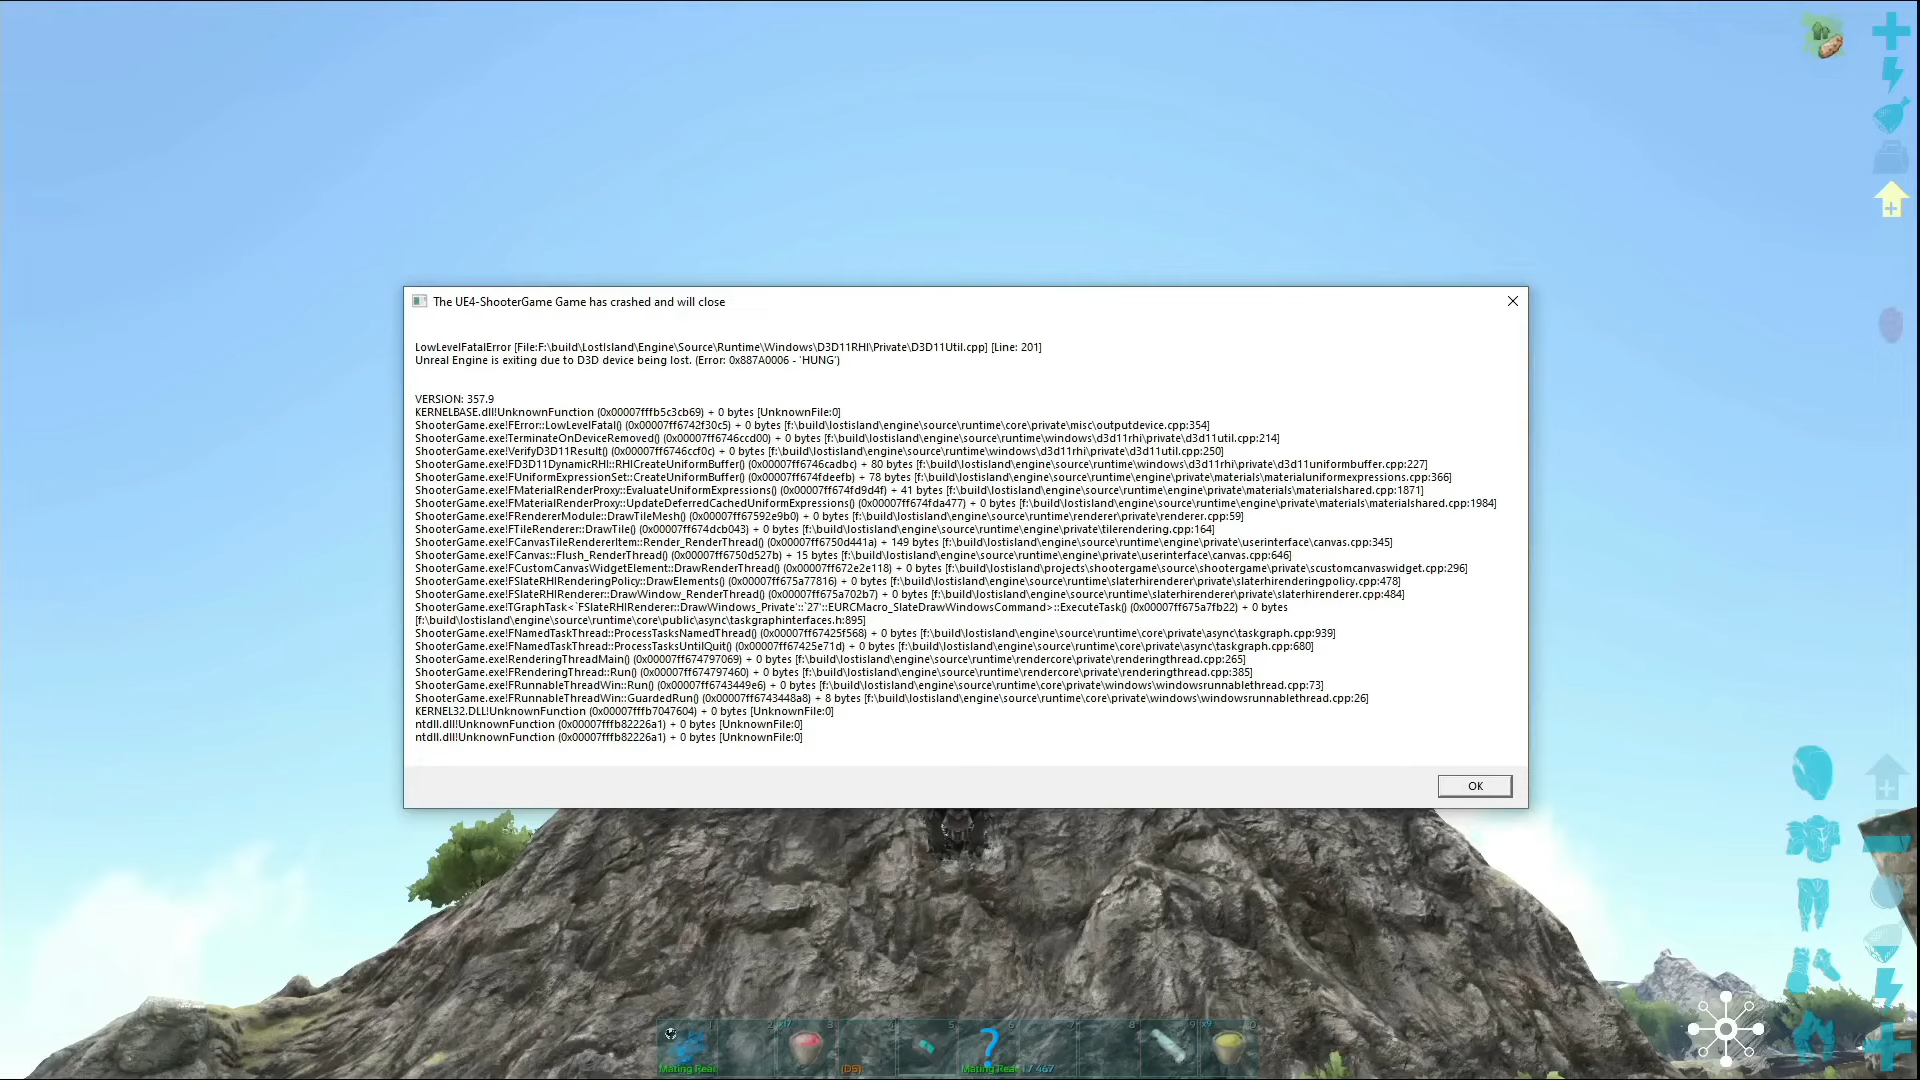 The UE4-ShooterGame Game has crashed and will close
LowLevelFatalError [File:F:\build\LostIsland\Engine\Source\Runtime\Windows\D3D11RHI\Private\D3D11Util.cpp] [Line: 201]
Unreal Engine is exiting due to D3D device being lost. (Error: 0x887A0006 - 'HUNG')
VERSION: 357.9
KERNELBASE.dll!UnknownFunction (0x00007fffb5c3cb69) + 0 bytes [UnknownFile:0]
ShooterGame.exe!FError::LowLevelFatal() (0x00007ff6742f30c5) + 0 bytes [f:\build\lostisland\engine\source\runtime\core\private\misc\outputdevice.cpp:354]
ShooterGame.exe!TerminateOnDeviceRemoved() (0x00007ff6746ccd00) + 0 bytes [f:\build\lostisland\engine\source\runtime\windows\d3d11rhi\private\d3d11util.cpp:214]
ShooterGame.exe!VerifyD3D11Result() (0x00007ff6746ccf0c) + 0 bytes [f:\build\lostisland\engine\source\runtime\windows\d3d11rhi\private\d3d11util.cpp:250]
ShooterGame.exe!FD3D11DynamicRHI::RHICreateUniformBuffer() (0x00007ff6746cadbc) + 80 bytes [f:\build\lostisland\engine\source\runtime\windows\d3d11rhi\private\d3d11uniformbuffer.cpp:227]
ShooterGame.exe!FUniformExpressionSet::CreateUniformBuffer() (0x00007ff674fdeefb) + 78 bytes [f:\build\lostisland\engine\source\runtime\engine\private\materials\materialuniformexpressions.cpp:366]
ShooterGame.exe!FMaterialRenderProxy::EvaluateUniformExpressions() (0x00007ff674fd9d4f) + 41 bytes [f:\build\lostisland\engine\source\runtime\engine\private\materials\materialshared.cpp:1871]
ShooterGame.exe!FMaterialRenderProxy::UpdateDeferredCachedUniformExpressions() (0x00007ff674fda477) + 0 bytes [f:\build\lostisland\engine\source\runtime\engine\private\materials\materialshared.cpp:1984]
ShooterGame.exe!FRendererModule::DrawTileMesh() (0x00007ff67592e9b0) + 0 bytes [f:\build\lostisland\engine\source\runtime\renderer\private\renderer.cpp:59]
ShooterGame.exe!FTileRenderer::DrawTile() (0x00007ff674dcb043) + 0 bytes [f:\build\lostisland\engine\source\runtime\engine\private\tilerendering.cpp:164]
ShooterGame.exe!FCanvasTileRendererItem::Render_RenderThread() (0x00007ff6750d441a) + 149 bytes [f:\build\lostisland\engine\source\runtime\engine\private\userinterface\canvas.cpp:345]
ShooterGame.exe!FCanvas::Flush_RenderThread() (0x00007ff6750d527b) + 15 bytes [f:\build\lostisland\engine\source\runtime\engine\private\userinterface\canvas.cpp:646]
ShooterGame.exe!FCustomCanvasWidgetElement::DrawRenderThread() (0x00007ff672e2e118) + 0 bytes [f:\build\lostisland\projects\shootergame\source\shootergame\private\scustomcanvaswidget.cpp:296]
ShooterGame.exe!FSlateRHIRenderingPolicy::DrawElements() (0x00007ff675a77816) + 0 bytes [f:\build\lostisland\engine\source\runtime\slaterhirenderer\private\slaterhirenderingpolicy.cpp:478]
ShooterGame.exe!FSlateRHIRenderer::DrawWindow_RenderThread() (0x00007ff675a702b7) + 0 bytes [f:\build\lostisland\engine\source\runtime\slaterhirenderer\private\slaterhirenderer.cpp:484]
ShooterGame.exe!TGraphTask<`FSlateRHIRenderer::DrawWindows_Private'::`27'::EURCMacro_SlateDrawWindowsCommand>::ExecuteTask() (0x00007ff675a7fb22) + 0 bytes
[f:\build\lostisland\engine\source\runtime\core\public\async\taskgraphinterfaces.h:895]
ShooterGame.exe!FNamedTaskThread::ProcessTasksNamedThread() (0x00007ff67425f568) + 0 bytes [f:\build\lostisland\engine\source\runtime\core\private\async\taskgraph.cpp:939]
ShooterGame.exe!FNamedTaskThread::ProcessTasksUntilQuit() (0x00007ff67425e71d) + 0 bytes [f:\build\lostisland\engine\source\runtime\core\private\async\taskgraph.cpp:680]
ShooterGame.exe!RenderingThreadMain() (0x00007ff674797069) + 0 bytes [f:\build\lostisland\engine\source\runtime\rendercore\private\renderingthread.cpp:265]
ShooterGame.exe!FRenderingThread::Run() (0x00007ff674797460) + 0 bytes [f:\build\lostisland\engine\source\runtime\rendercore\private\renderingthread.cpp:385]
ShooterGame.exe!FRunnableThreadWin::Run() (0x00007ff6743449e6) + 0 bytes [f:\build\lostisland\engine\source\runtime\core\private\windows\windowsrunnablethread.cpp:73]
ShooterGame.exe!FRunnableThreadWin::GuardedRun() (0x00007ff6743448a8) + 8 bytes [f:\build\lostisland\engine\source\runtime\core\private\windows\windowsrunnablethread.cpp:26]
KERNEL32.DLL!UnknownFunction (0x00007fffb7047604) + 0 bytes [UnknownFile:0]
ntdll.dll!UnknownFunction (0x00007fffb82226a1) + 0 bytes [UnknownFile:0]
ntdll.dll!UnknownFunction (0x00007fffb82226a1) + 0 bytes [UnknownFile:0]
OK
1 2 x17 3 4 5 6 7 8 9 x9 0
Mating Real (DS) Mating Real 1 / 467